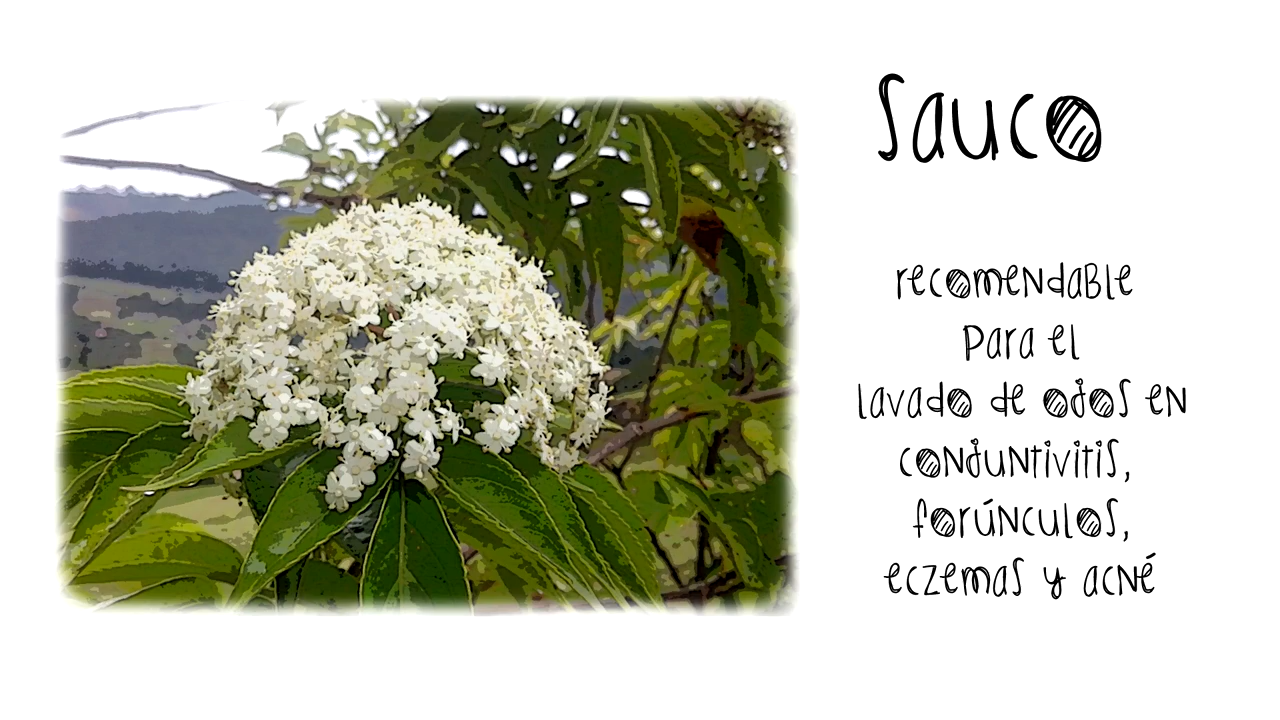 Sauco
recomendable
para el
lavado de ojos en
conjuntivitis,
forúnculos,
eczemas y acné